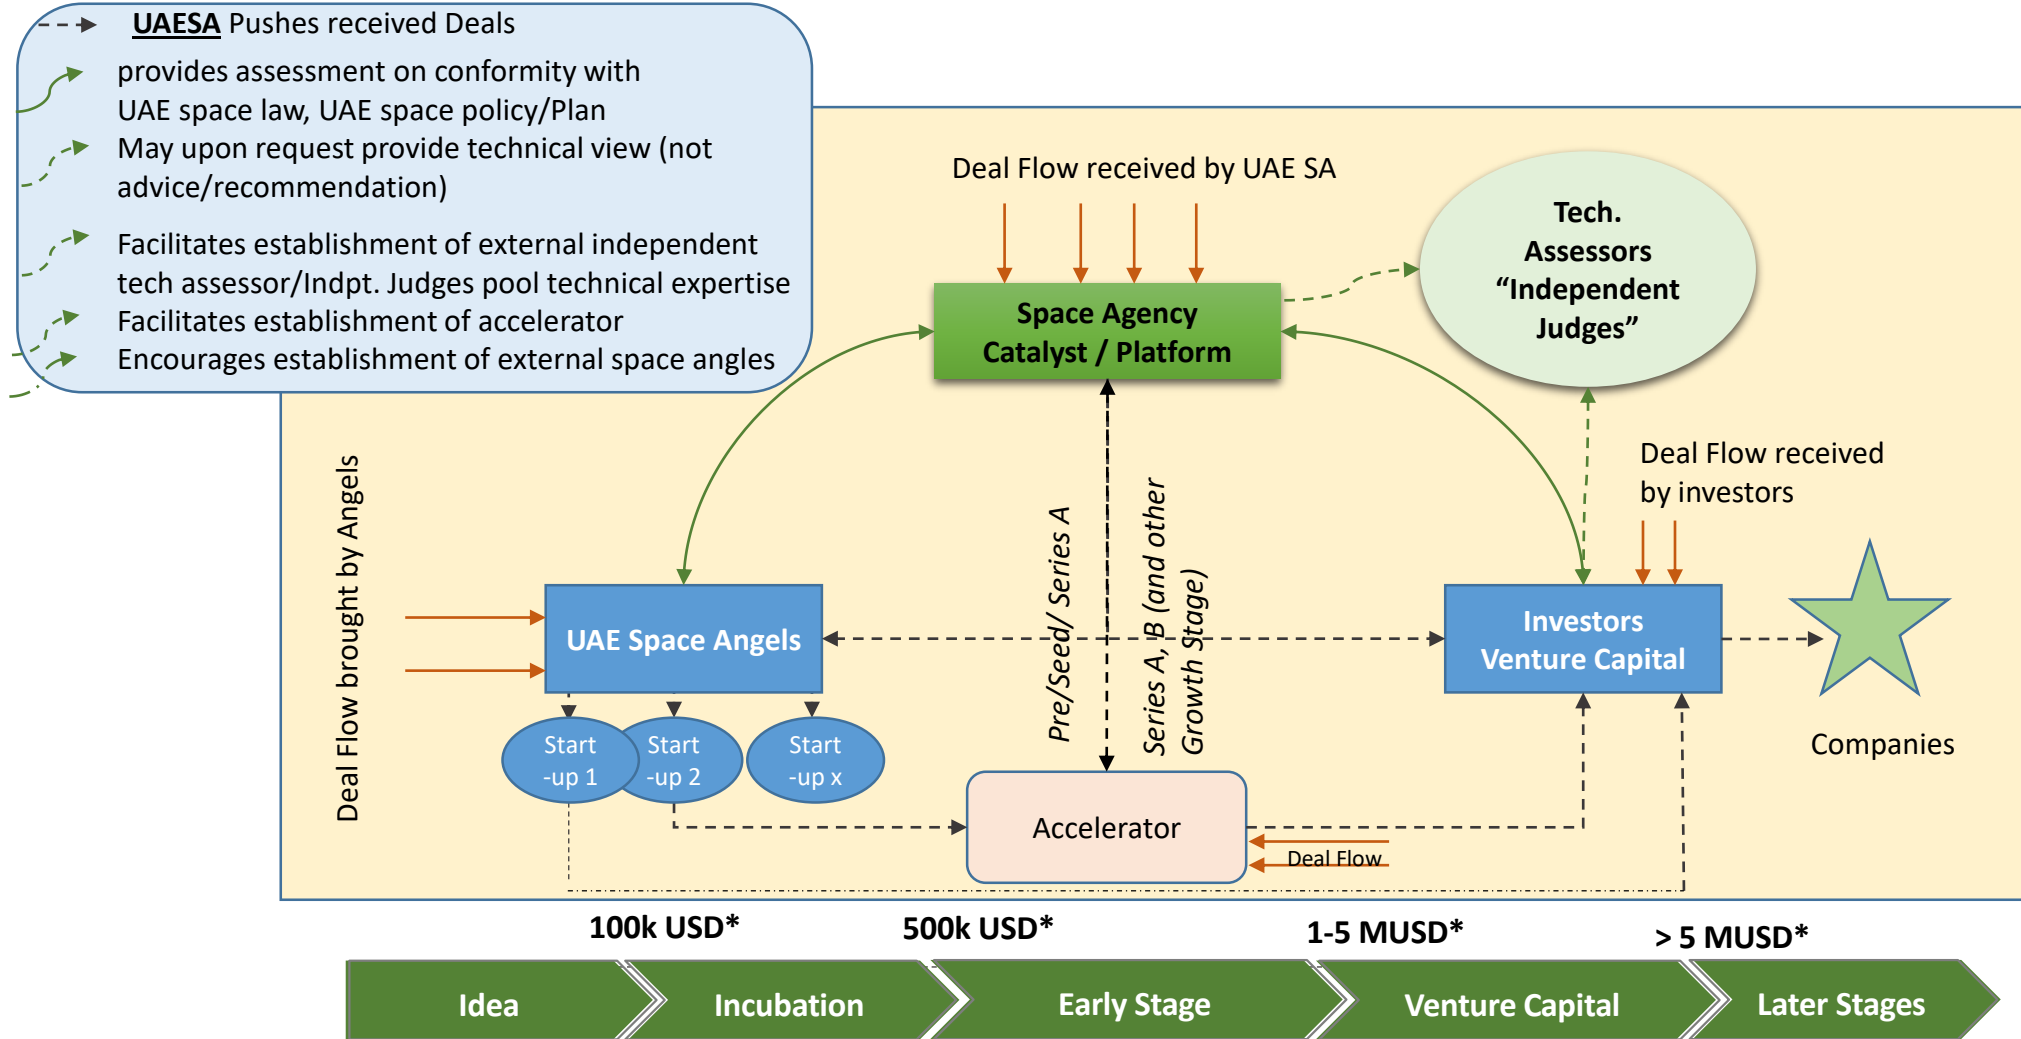 UAESA Pushes received Deals
provides assessment on conformity with
UAE space law, UAE space policy/Plan
May upon request provide technical view (not
advice/recommendation)
Facilitates establishment of external independent
tech assessor/Indpt. Judges pool technical expertise
Facilitates establishment of accelerator
Encourages establishment of external space angles
Deal Flow received by UAE SA
Space Agency
Catalyst / Platform
Tech.
Assessors
“Independent
Judges”
Deal Flow brought by Angels
Pre/Seed/ Series A
Series A, B (and other
Growth Stage)
Deal Flow received
by investors
UAE Space Angels
Investors
Venture Capital
Companies
Start
-up 1
Start
-up 2
Start
-up x
Accelerator
Deal Flow
100k USD*
500k USD*
1-5 MUSD*
> 5 MUSD*
Idea
Incubation
Early Stage
Venture Capital
Later Stages